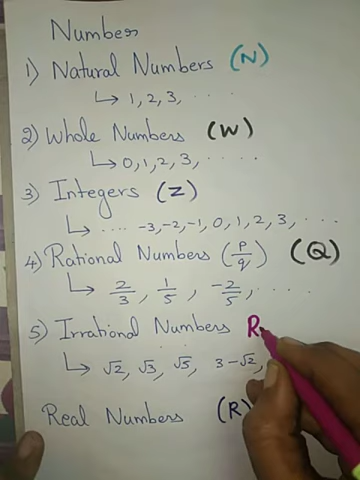 Numbers
1) Natural Numbers (N)
↳ 1, 2, 3, . . . .
2) Whole Numbers (W)
↳ 0, 1, 2, 3, . . . . .
3) Integers (Z)
↳ .... -3, -2, -1, 0, 1, 2, 3, . . .
4) Rational Numbers (p/q) (Q)
↳ 2/3, 1/5, -2/5, . . . . .
5) Irrational Numbers R
↳ √2, √3, √5, 3-√2,
Real Numbers (R)